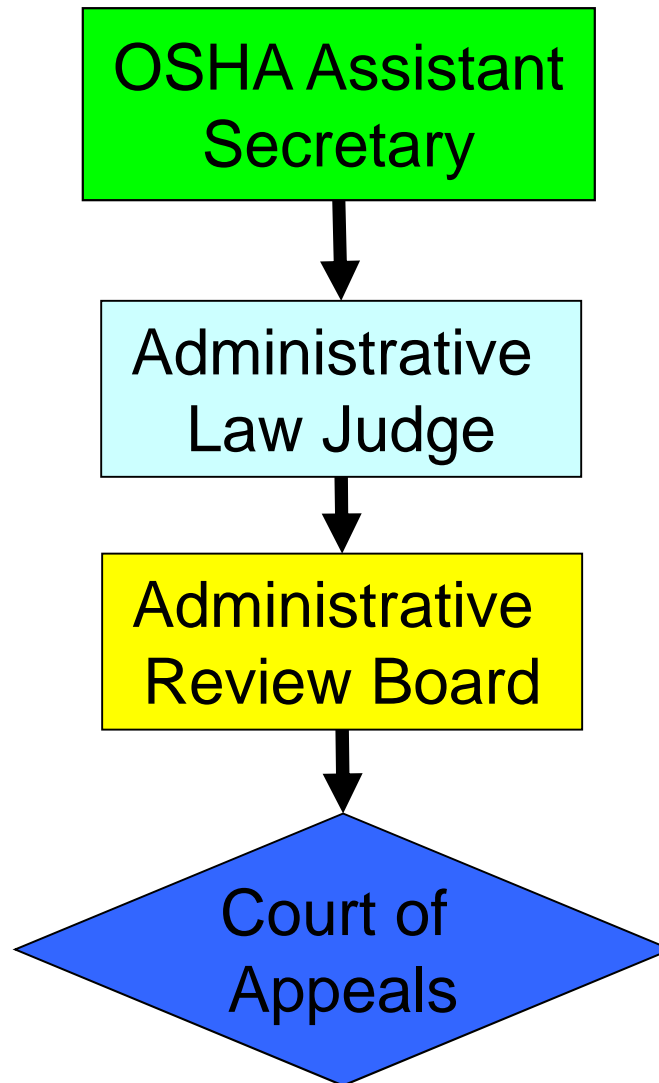 OSHA Assistant
Secretary
Administrative
Law Judge
Administrative
Review Board
Court of
Appeals